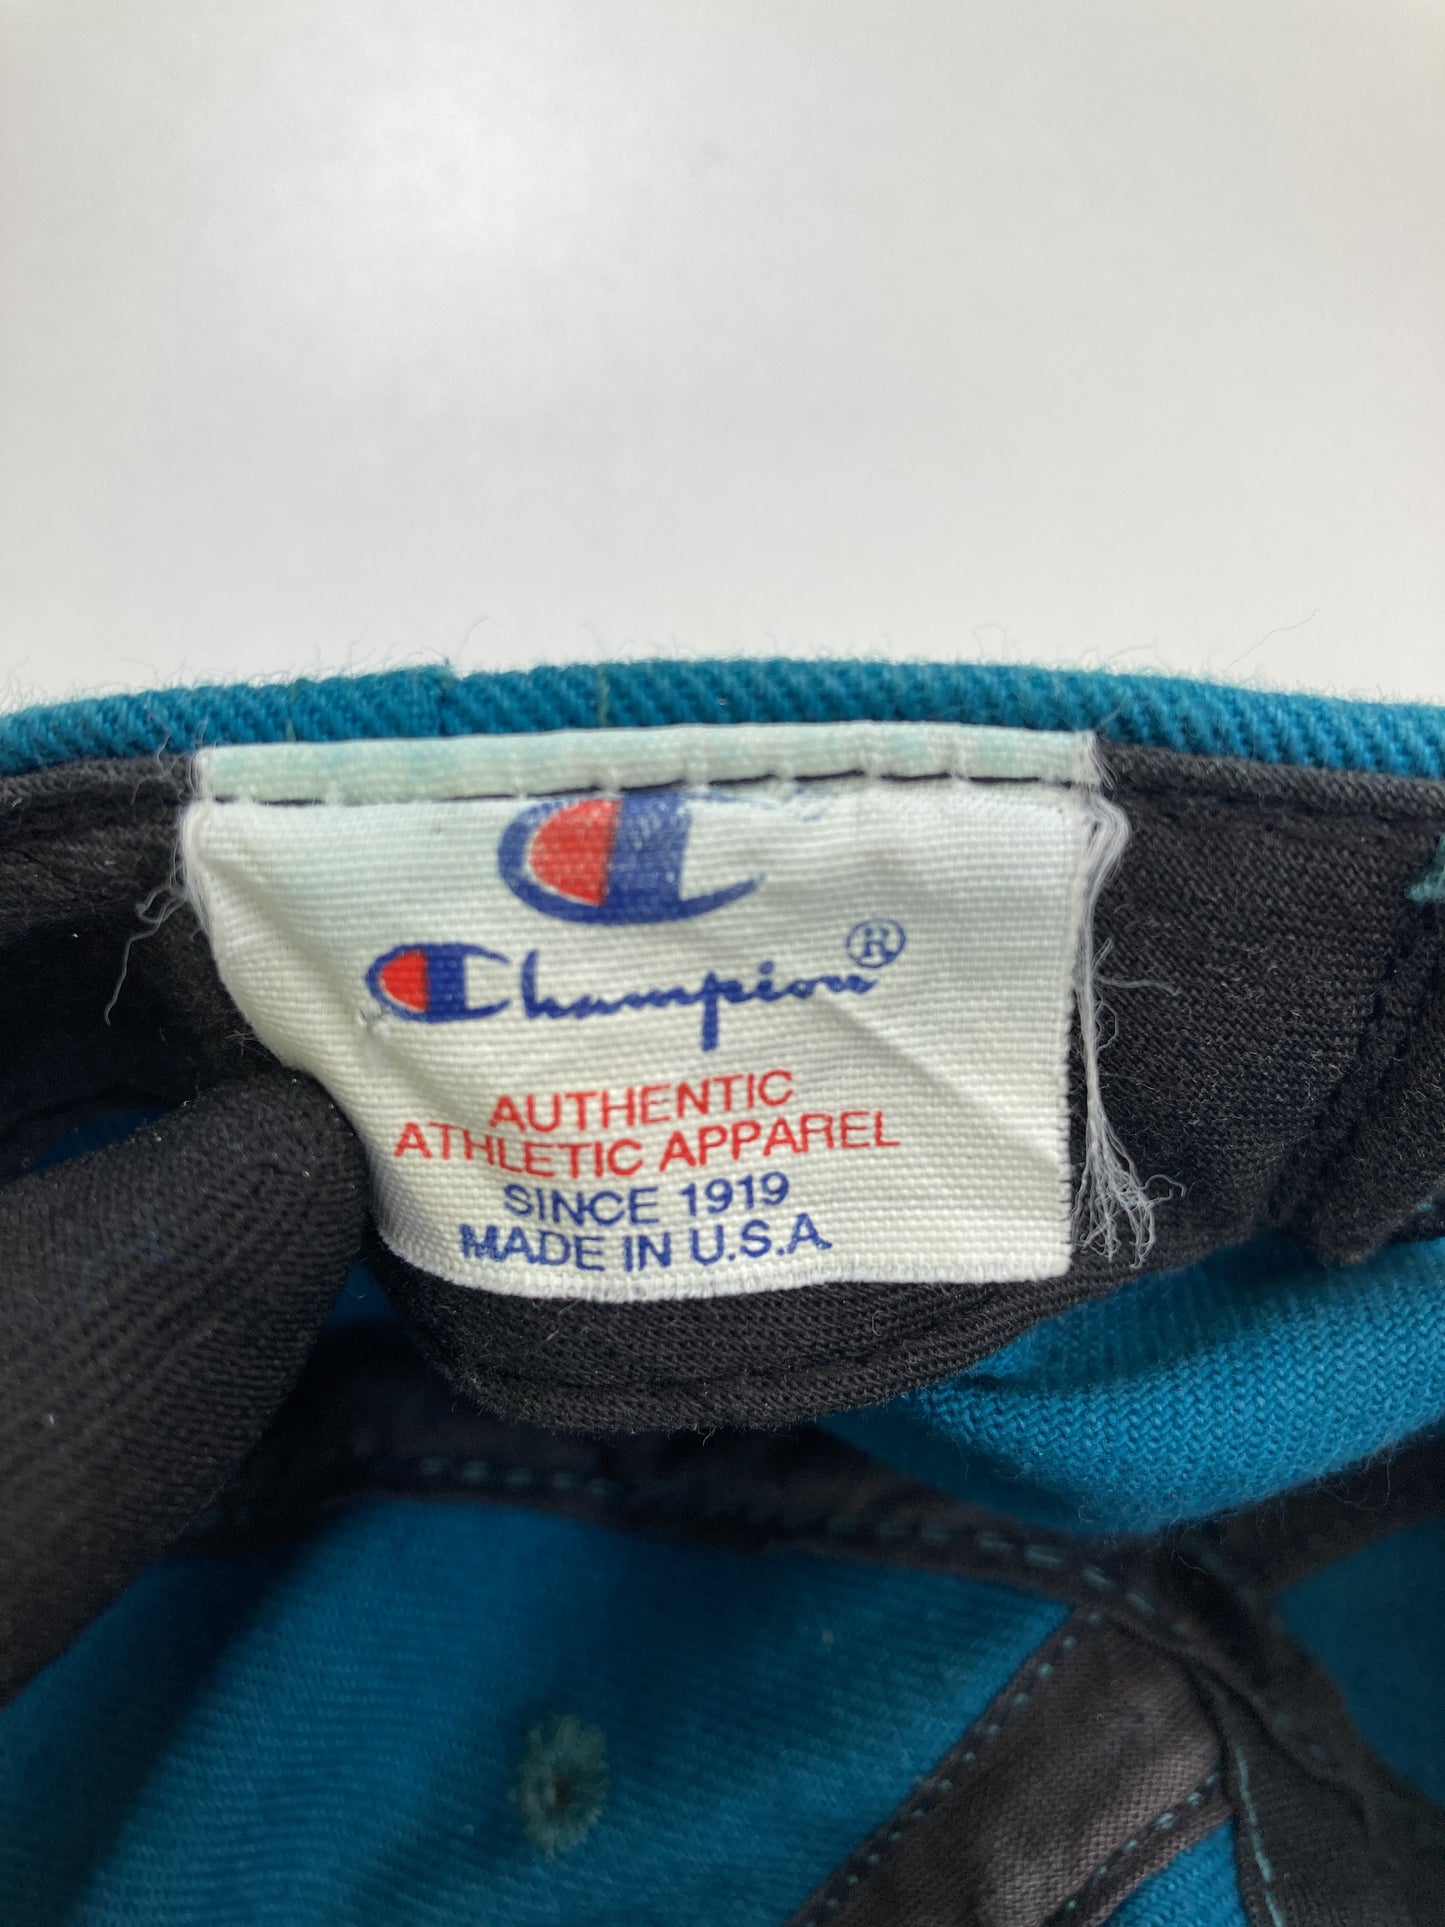 Champion®
AUTHENTIC
ATHLETIC APPAREL
SINCE 1919
MADE IN U.S.A.